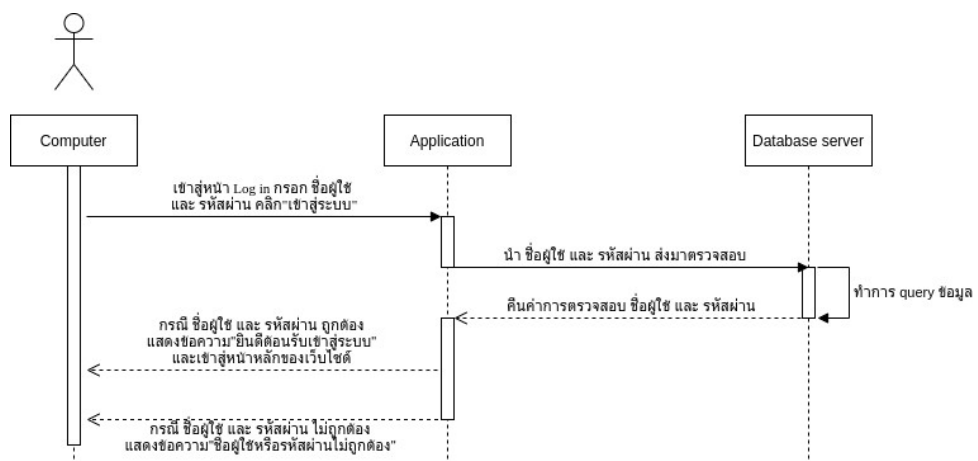 Computer
Application
Database server
เข้าสู่หน้า Log in กรอก ชื่อผู้ใช้
และ รหัสผ่าน คลิก"เข้าสู่ระบบ"
นำ ชื่อผู้ใช้ และ รหัสผ่าน ส่งมาตรวจสอบ
ทำการ query ข้อมูล
คืนค่าการตรวจสอบ ชื่อผู้ใช้ และ รหัสผ่าน
กรณี ชื่อผู้ใช้ และ รหัสผ่าน ถูกต้อง
แสดงข้อความ"ยินดีต้อนรับเข้าสู่ระบบ"
และเข้าสู่หน้าหลักของเว็บไซต์
กรณี ชื่อผู้ใช้ และ รหัสผ่าน ไม่ถูกต้อง
แสดงข้อความ"ชื่อผู้ใช้หรือรหัสผ่านไม่ถูกต้อง"